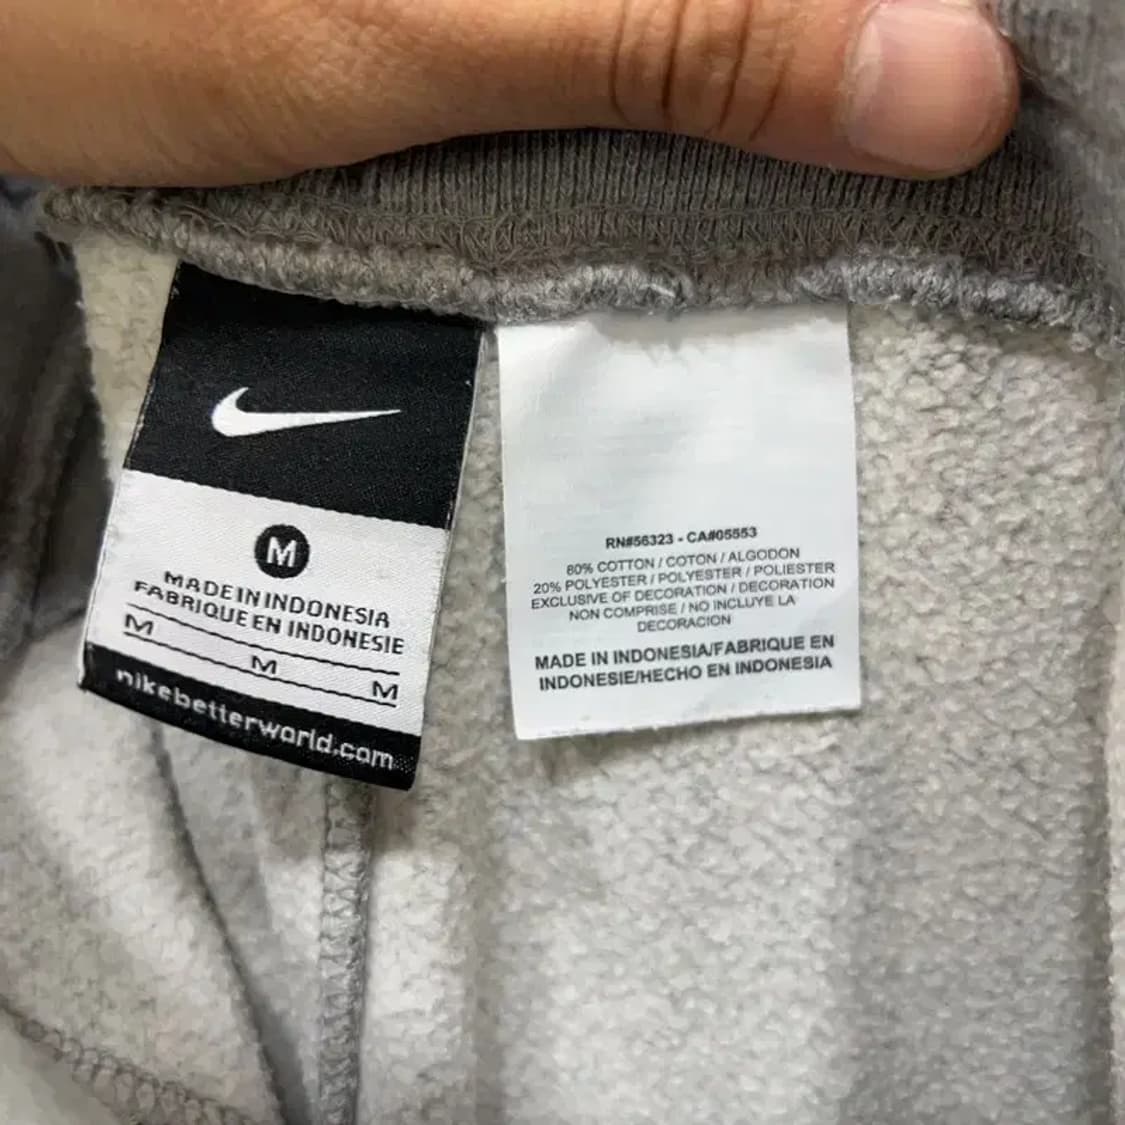 M
MADE IN INDONESIA
FABRIQUE EN INDONESIE
M
M
M
nikebetterworld.com
RN#56323 - CA#05553
80% COTTON / COTON / ALGODON
20% POLYESTER / POLYESTER / POLIESTER
EXCLUSIVE OF DECORATION / DECORATION
NON COMPRISE / NO INCLUYE LA
DECORACION
MADE IN INDONESIA/FABRIQUE EN
INDONESIE/HECHO EN INDONESIA